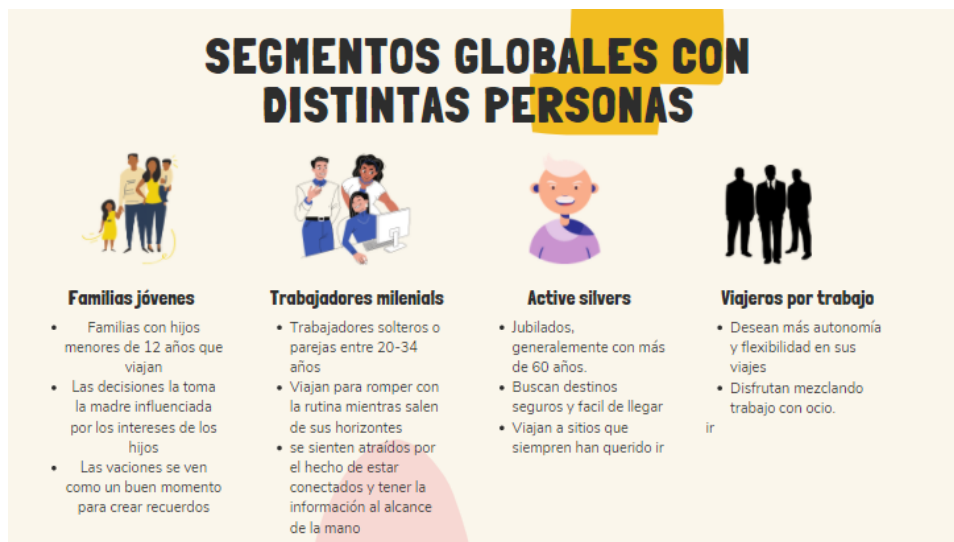 SEGMENTOS GLOBALES CON
DISTINTAS PERSONAS
Familias jóvenes
• Familias con hijos
menores de 12 años que
viajan
• Las decisiones la toma
la madre influenciada
por los intereses de los
hijos
• Las vaciones se ven
como un buen momento
para crear recuerdos
Trabajadores milenials
• Trabajadores solteros o
parejas entre 20-34
años
• Viajan para romper con
la rutina mientras salen
de sus horizontes
• se sienten atraídos por
el hecho de estar
conectados y tener la
información al alcance
de la mano
Active silvers
• Jubilados,
generalemente con más
de 60 años.
• Buscan destinos
seguros y facil de llegar
• Viajan a sitios que
siempren han querido ir
Viajeros por trabajo
• Desean más autonomía
y flexibilidad en sus
viajes
• Disfrutan mezclando
trabajo con ocio.
ir